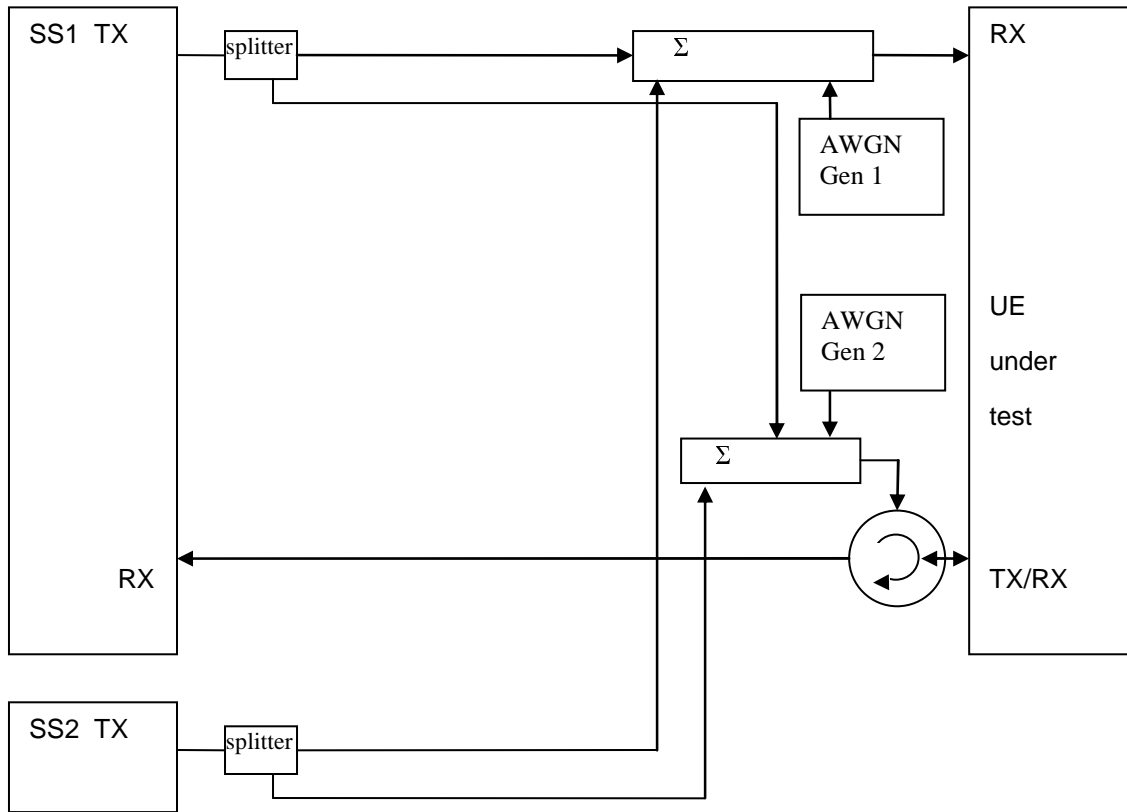 SS1 TX
splitter
Σ
RX
AWGN
Gen 1
AWGN
Gen 2
UE
under
test
Σ
RX
TX/RX
SS2 TX
splitter